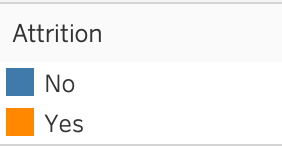 Attrition
No
Yes